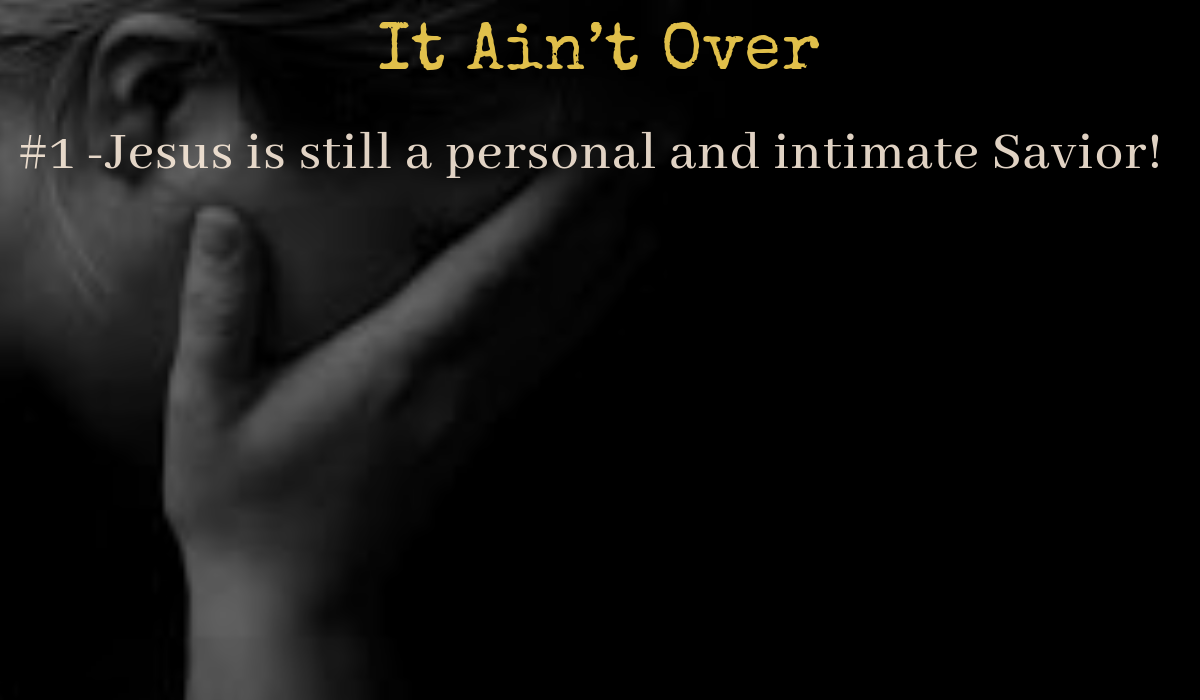 It Ain’t Over
#1 -Jesus is still a personal and intimate Savior!